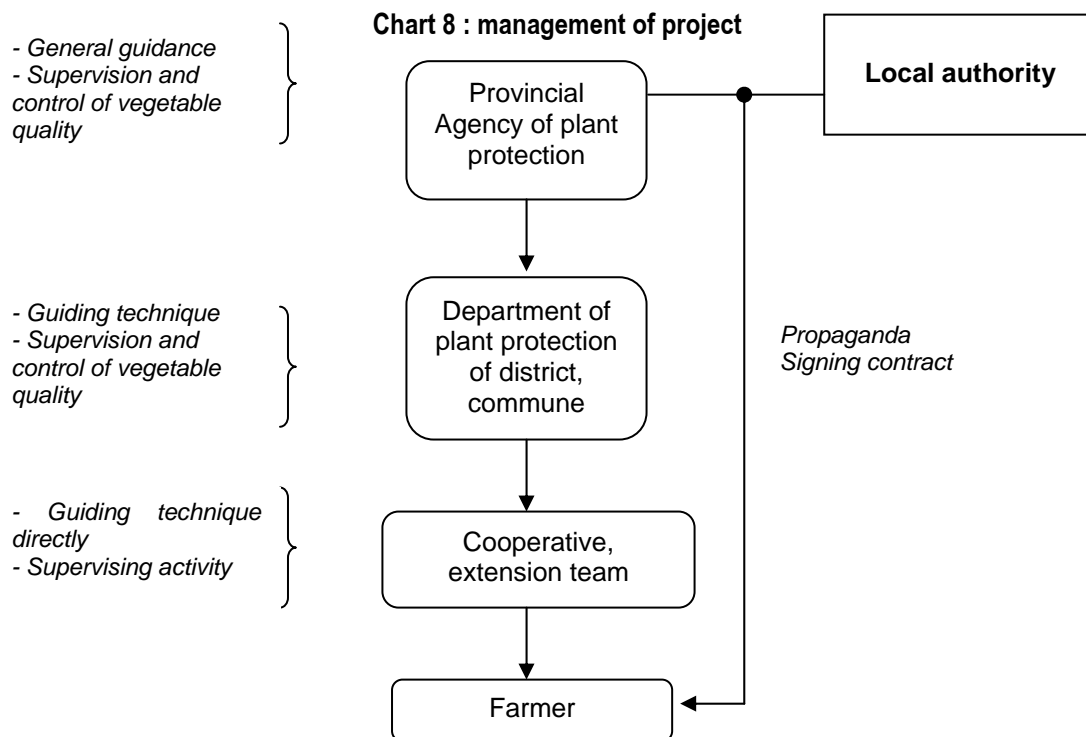 Chart 8 : management of project
- General guidance
- Supervision and
control of vegetable
quality
Provincial
Agency of plant
protection
Local authority
- Guiding technique
- Supervision and
control of vegetable
quality
Department of
plant protection
of district,
commune
Propaganda
Signing contract
- Guiding technique
directly
- Supervising activity
Cooperative,
extension team
Farmer